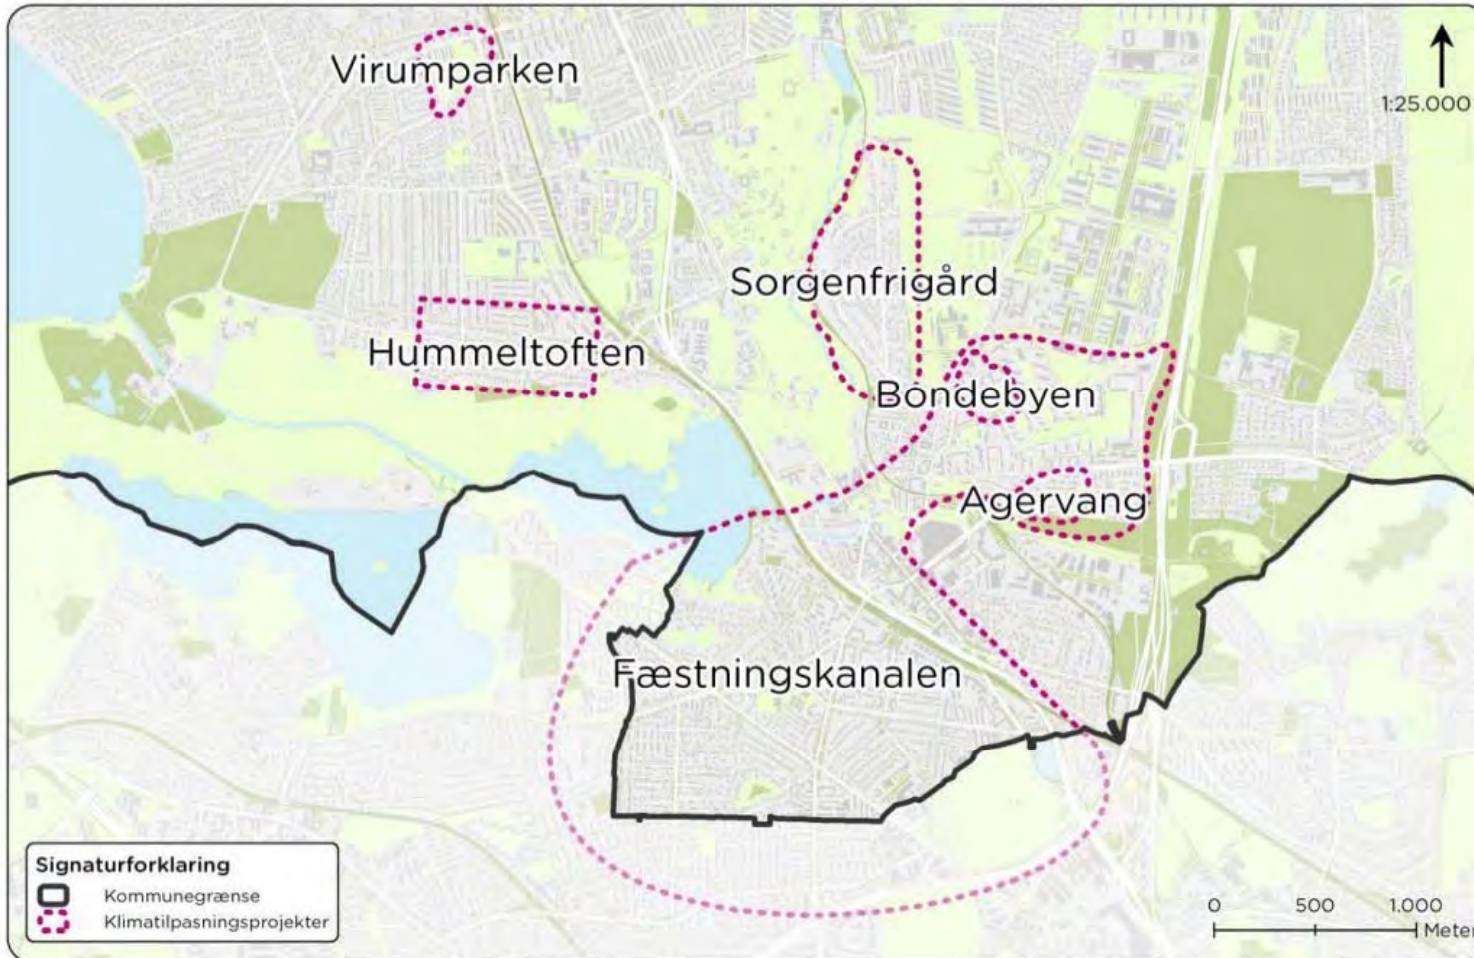 Virumparken
1:25.000
Sorgenfrigård
Hummeltoften
Bondebyen
Agervang
Fæstningskanalen
Signaturforklaring
Kommunegrænse
Klimatilpasningsprojekter
0 500 1.000
Meter